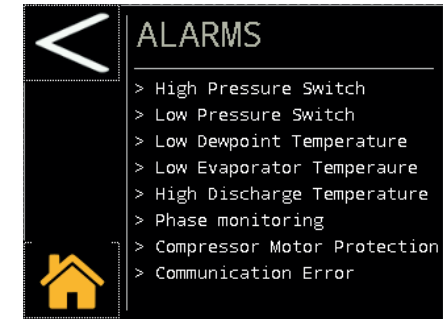 ALARMS
> High Pressure Switch
> Low Pressure Switch
> Low Dewpoint Temperature
> Low Evaporator Temperaure
> High Discharge Temperature
> Phase monitoring
> Compressor Motor Protection
> Communication Error